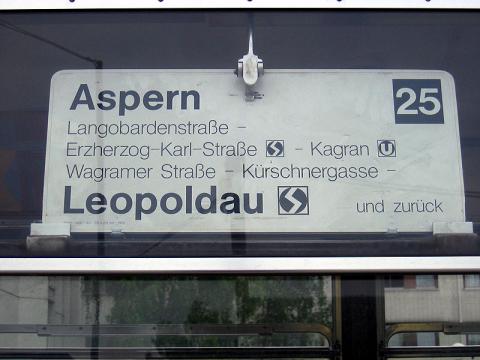 Aspern 25
Langobardenstraße –
Erzherzog-Karl-Straße S – Kagran U
Wagramer Straße – Kürschnergasse –
Leopoldau S und zurück